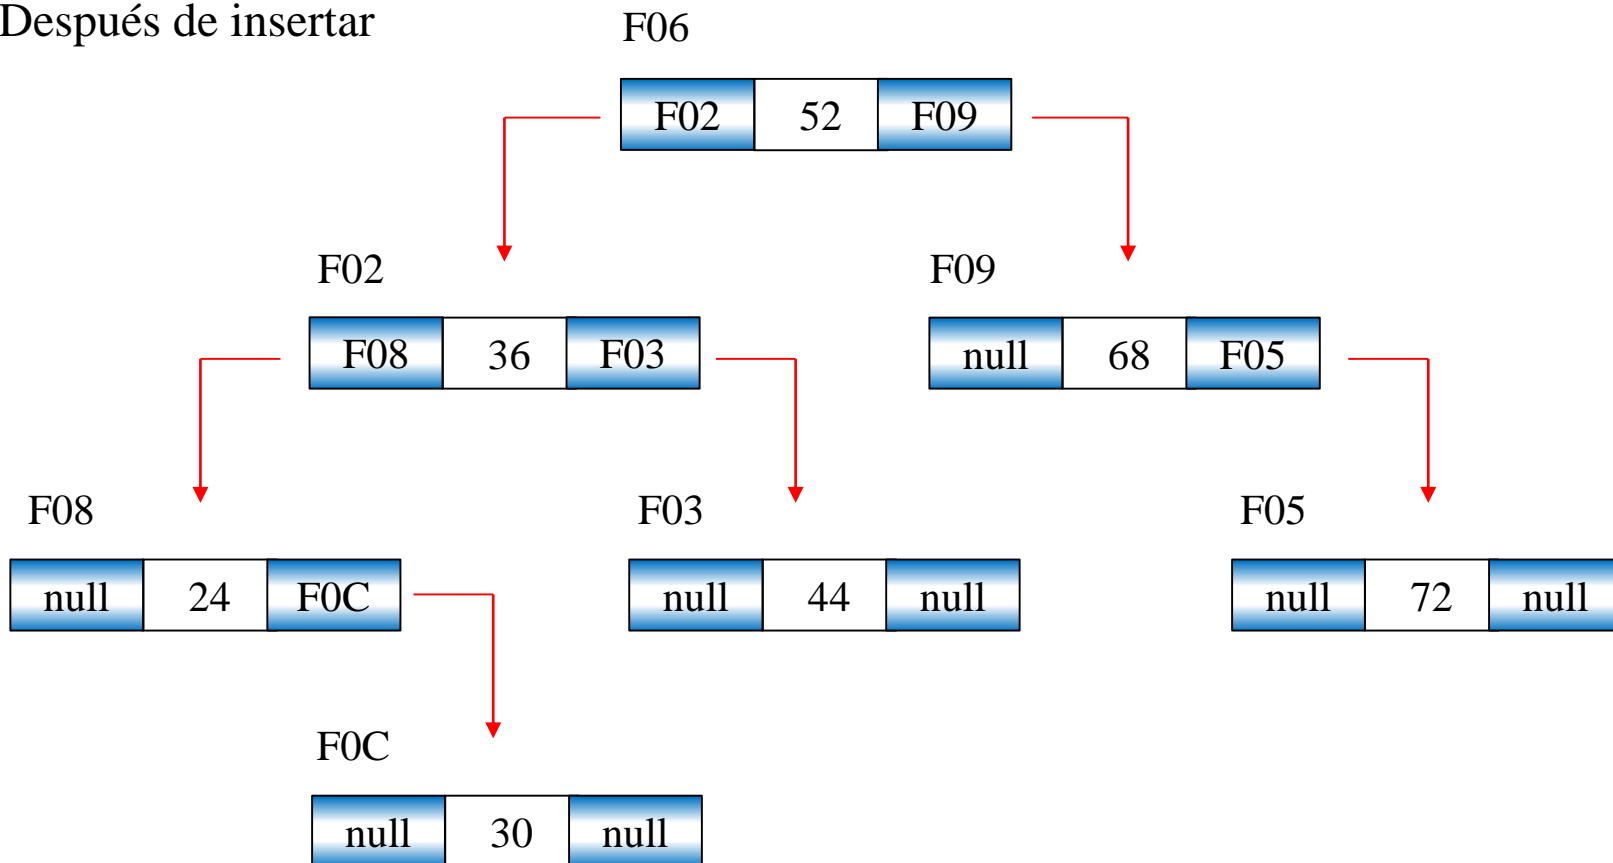 Después de insertar
F06
F02 52 F09
F02
F09
F08 36 F03
null 68 F05
F08
F03
F05
null 24 F0C
null 44 null
null 72 null
F0C
null 30 null